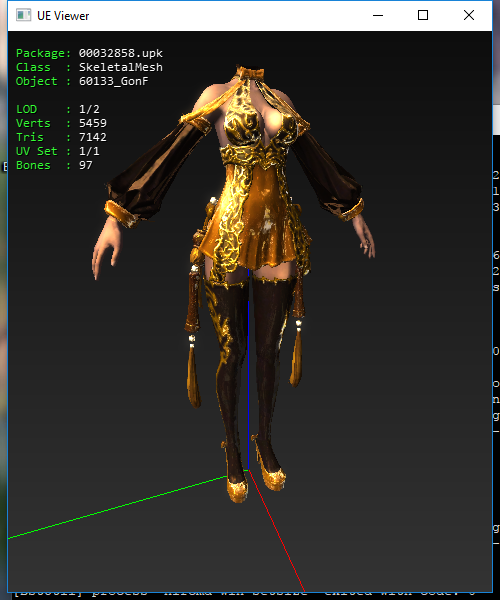 UE Viewer
Package: 00032858.upk
Class : SkeletalMesh
Object : 60133_GonF
LOD : 1/2
Verts : 5459
Tris : 7142
UV Set : 1/1
Bones : 97